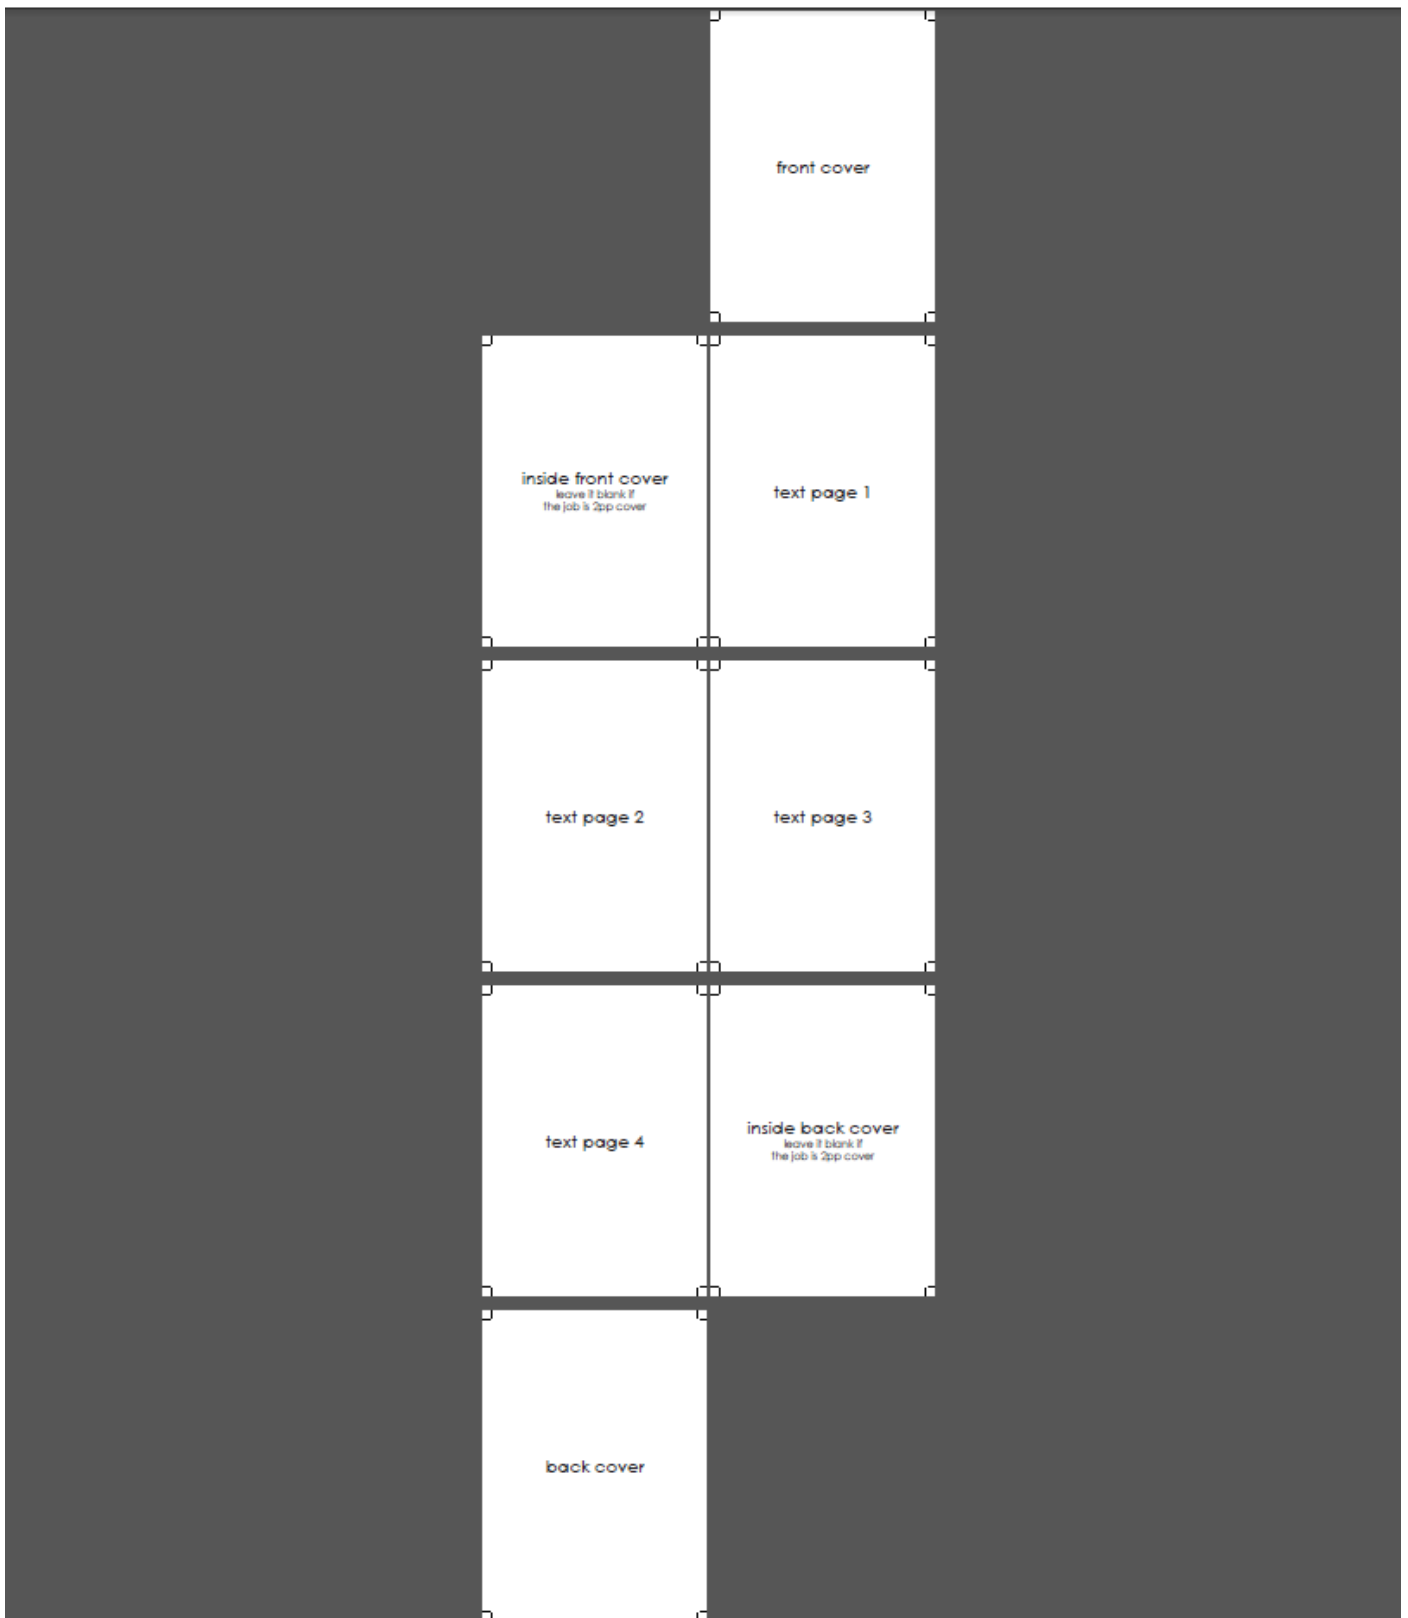 front cover
inside front cover
leave it blank if
the job is 2pp cover
text page 1
text page 2
text page 3
text page 4
inside back cover
leave it blank if
the job is 2pp cover
back cover